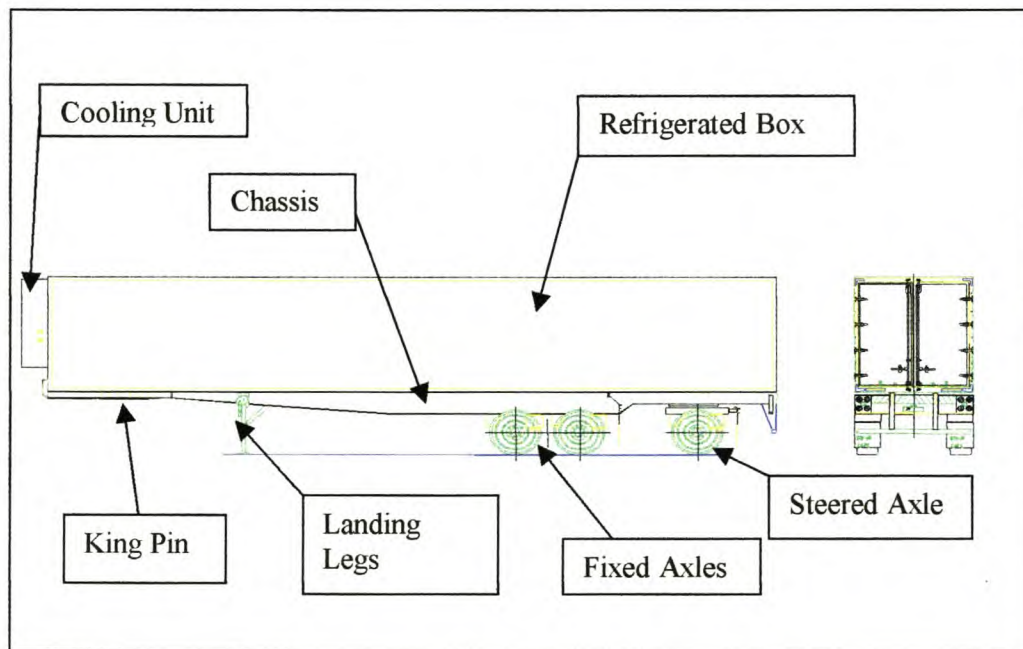 Cooling Unit
Refrigerated Box
Chassis
Steered Axle
King Pin
Landing
Legs
Fixed Axles